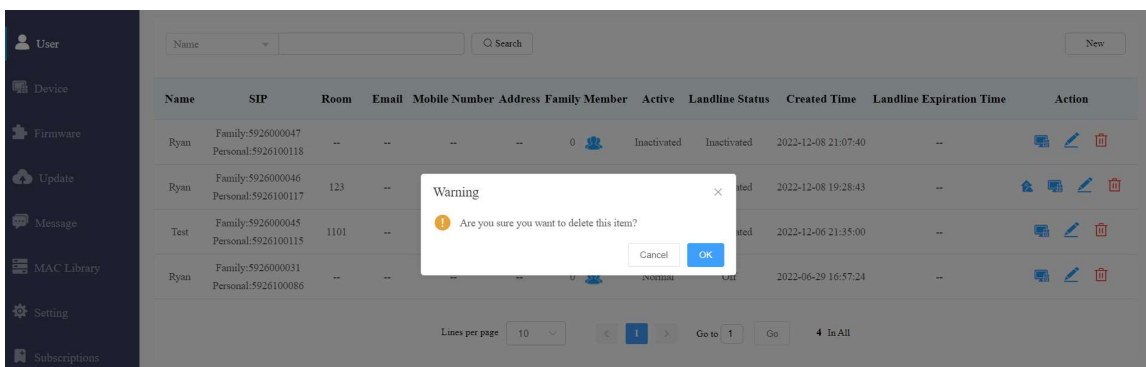 User
Device
Firmware
Update
Message
MAC Library
Setting
Subscriptions
Name
Search
New
Name SIP Room Email Mobile Number Address Family Member Active Landline Status Created Time Landline Expiration Time Action
Ryan Family:5926000047 -- -- -- -- 0 Inactivated Inactivated 2022-12-08 21:07:40 --
Personal:5926100118
Ryan Family:5926000046 123 -- 2022-12-08 19:28:43 --
Personal:5926100117
Test Family:5926000045 1101 -- 2022-12-06 21:35:00 --
Personal:5926100115
Ryan Family:5926000031 -- -- -- -- 0 Normal Off 2022-06-29 16:57:24 --
Personal:5926100086
Warning
Are you sure you want to delete this item?
Cancel OK
Lines per page 10 < 1 > Go to 1 Go 4 In All